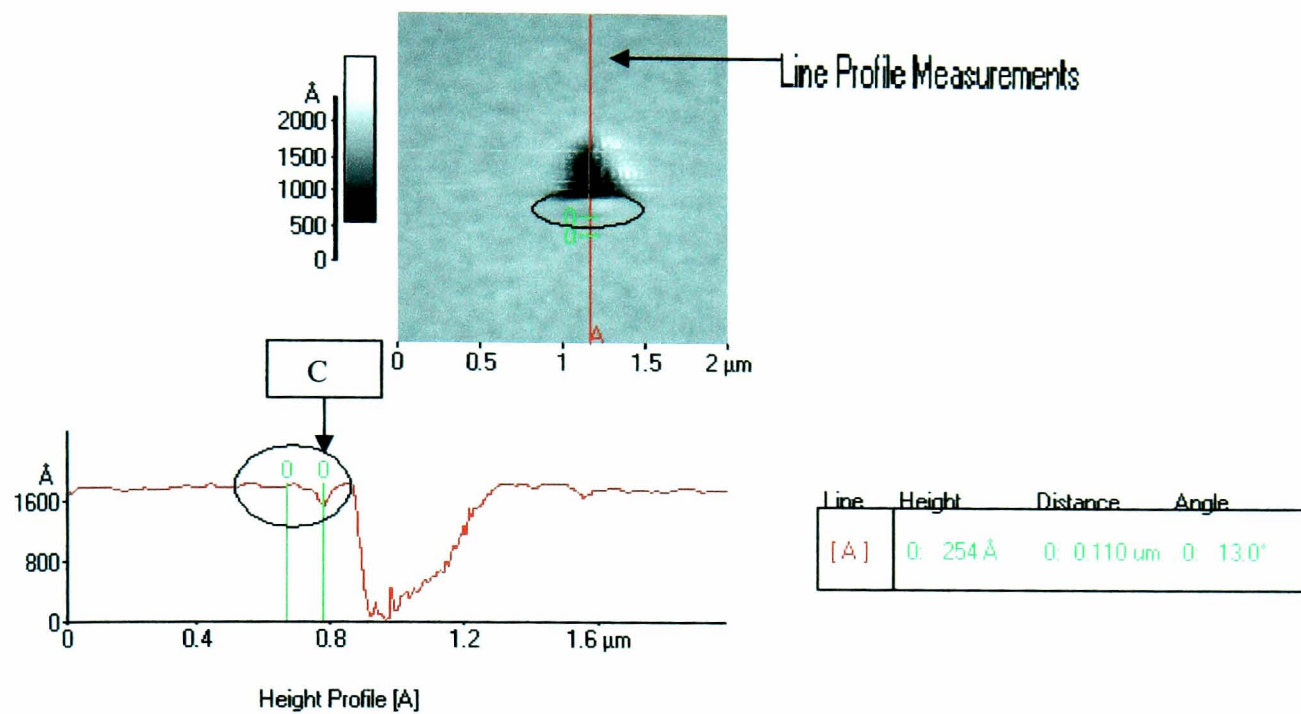 Line Profile Measurements
Å
2000
1500
1000
500
0
A
0 0.5 1 1.5 2 µm
C
Å
1600
800
0
0 0
0 0.4 0.8 1.2 1.6 µm
Height Profile [A]
Line Height Distance Angle
[A] 0: 254 Å 0: 0.110 um 0: 13.0°